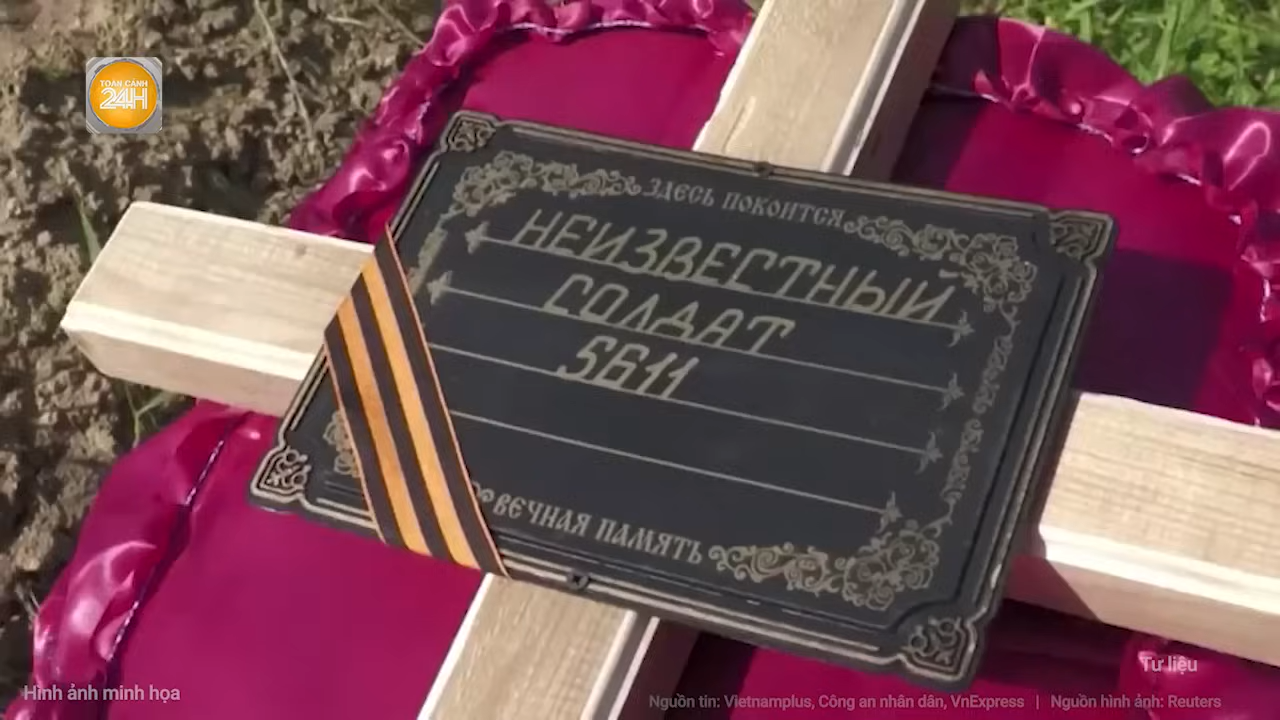 TOÀN CẢNH
24H
ЗДЕСЬ ПОКОИТСЯ
НЕИЗВЕСТНЫЙ
СОЛДАТ
5611
ВЕЧНАЯ ПАМЯТЬ
Tư liệu
Hình ảnh minh họa
Nguồn tin: Vietnamplus, Công an nhân dân, VnExpress | Nguồn hình ảnh: Reuters